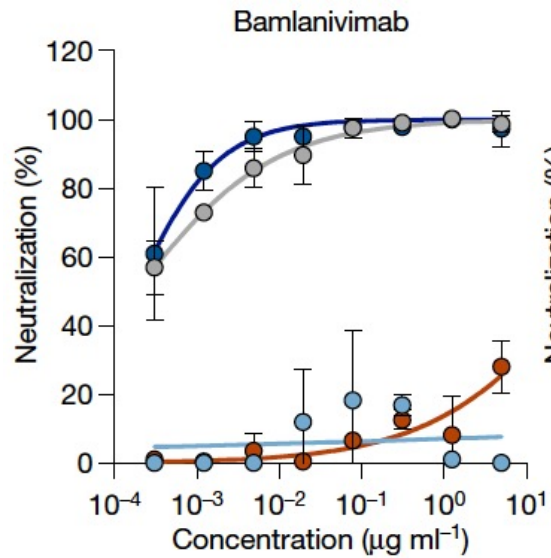 Bamlanivimab
120
100
80
60
40
20
0
Neutralization (%)
10⁻⁴ 10⁻³ 10⁻² 10⁻¹ 10⁰ 10¹
Concentration (μg ml⁻¹)
Neutralization (%)